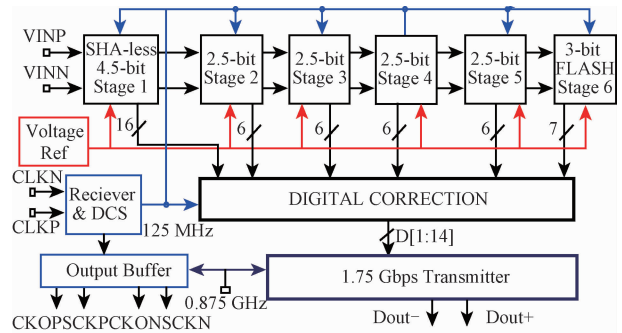 VINP
VINN
SHA-less
4.5-bit
Stage 1
2.5-bit
Stage 2
2.5-bit
Stage 3
2.5-bit
Stage 4
2.5-bit
Stage 5
3-bit
FLASH
Stage 6
16
6
6
6
6
7
Voltage
Ref
CLKN
CLKP
Reciever
& DCS
125 MHz
DIGITAL CORRECTION
D[1:14]
Output Buffer
0.875 GHz
1.75 Gbps Transmitter
CKOPSCKPCKONSCKN
Dout−
Dout+